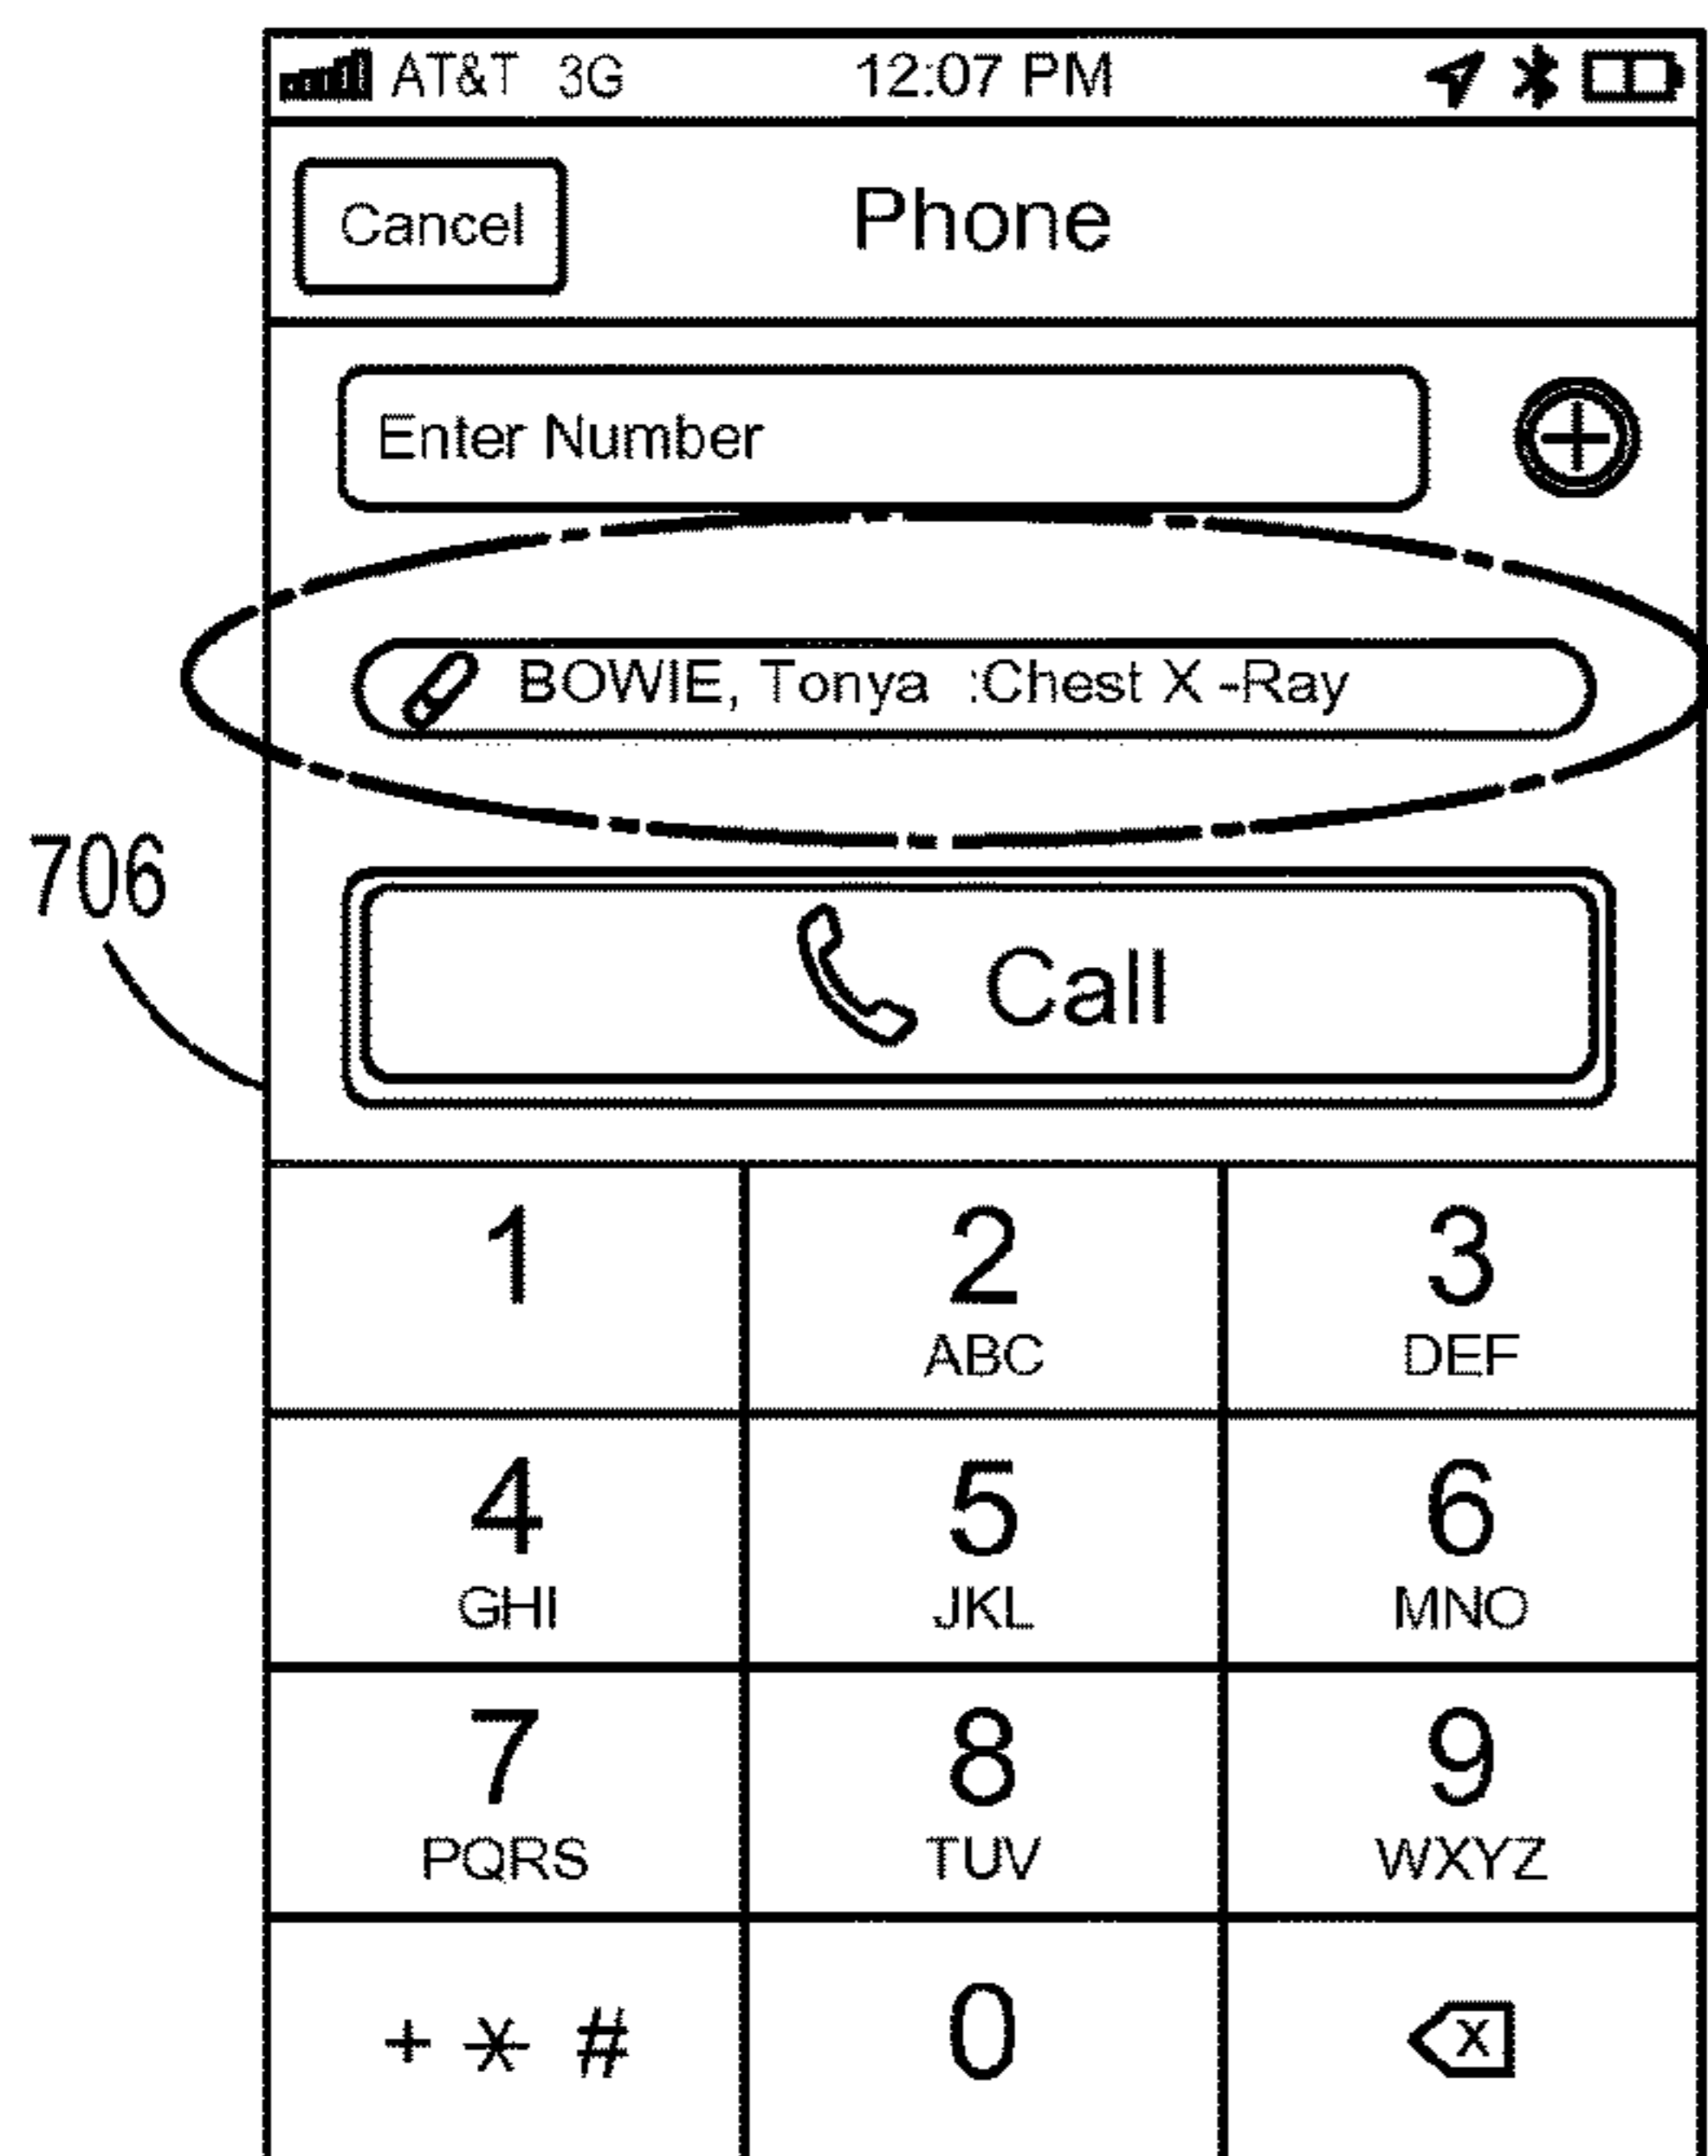 AT&T 3G 12:07 PM
Cancel Phone
Enter Number
BOWIE, Tonya :Chest X -Ray
706
Call
1 2 3
ABC DEF
4 5 6
GHI JKL MNO
7 8 9
PQRS TUV WXYZ
+ * # 0 X